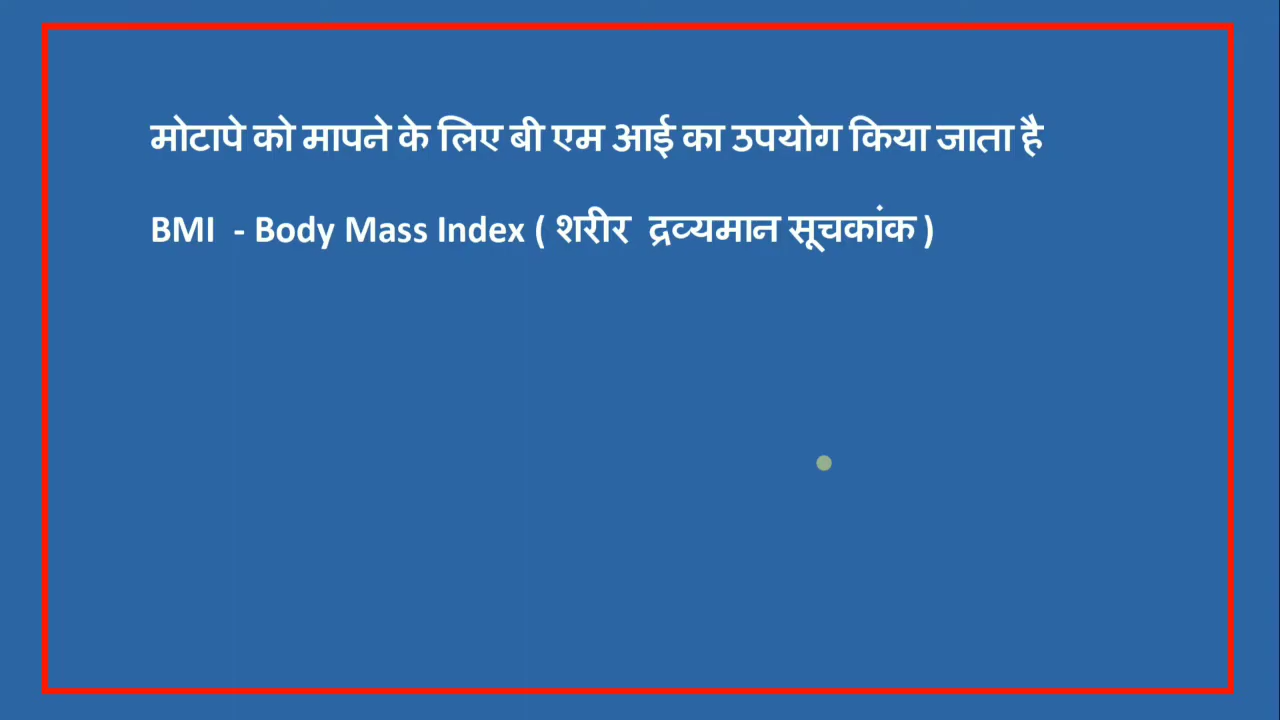 मोटापे को मापने के लिए बी एम आई का उपयोग किया जाता है
BMI - Body Mass Index ( शरीर द्रव्यमान सूचकांक )